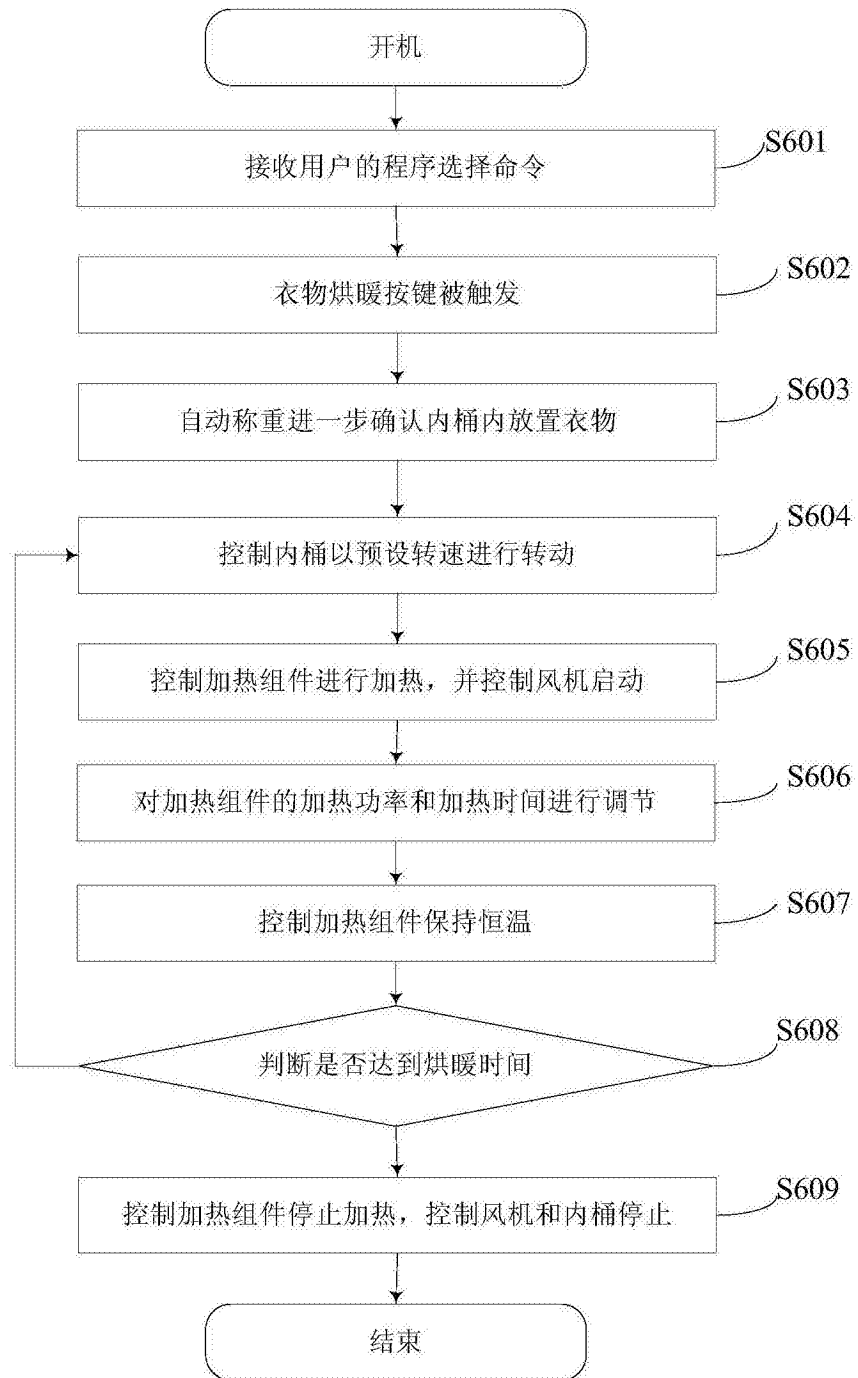 开机
接收用户的程序选择命令
S601
衣物烘暖按键被触发
S602
自动称重进一步确认内桶内放置衣物
S603
控制内桶以预设转速进行转动
S604
控制加热组件进行加热，并控制风机启动
S605
对加热组件的加热功率和加热时间进行调节
S606
控制加热组件保持恒温
S607
判断是否达到烘暖时间
S608
控制加热组件停止加热，控制风机和内桶停止
S609
结束